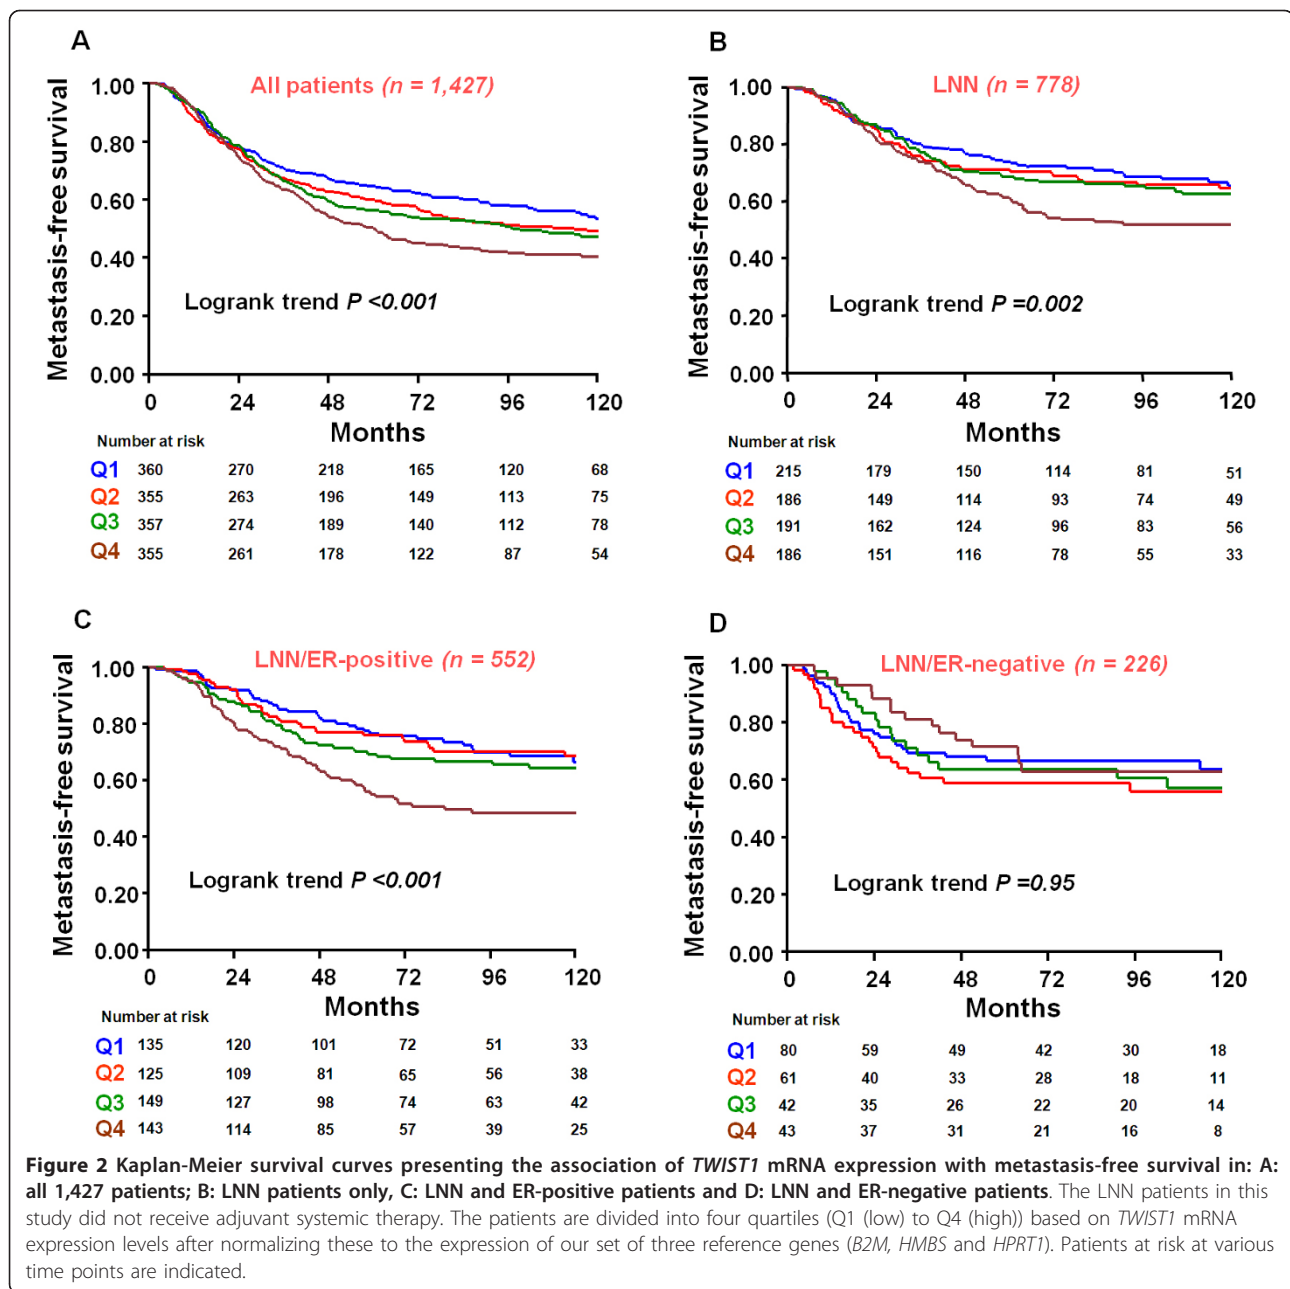 A
All patients (n = 1,427)
Metastasis-free survival
1.00
0.80
0.60
0.40
0.20
0.00
Logrank trend P <0.001
0 24 48 72 96 120
Months
Number at risk
Q1 360 270 218 165 120 68
Q2 355 263 196 149 113 75
Q3 357 274 189 140 112 78
Q4 355 261 178 122 87 54
B
LNN (n = 778)
Metastasis-free survival
1.00
0.80
0.60
0.40
0.20
0.00
Logrank trend P =0.002
0 24 48 72 96 120
Months
Number at risk
Q1 215 179 150 114 81 51
Q2 186 149 114 93 74 49
Q3 191 162 124 96 83 56
Q4 186 151 116 78 55 33
C
LNN/ER-positive (n = 552)
Metastasis-free survival
1.00
0.80
0.60
0.40
0.20
0.00
Logrank trend P <0.001
0 24 48 72 96 120
Months
Number at risk
Q1 135 120 101 72 51 33
Q2 125 109 81 65 56 38
Q3 149 127 98 74 63 42
Q4 143 114 85 57 39 25
D
LNN/ER-negative (n = 226)
Metastasis-free survival
1.00
0.80
0.60
0.40
0.20
0.00
Logrank trend P =0.95
0 24 48 72 96 120
Months
Number at risk
Q1 80 59 49 42 30 18
Q2 61 40 33 28 18 11
Q3 42 35 26 22 20 14
Q4 43 37 31 21 16 8
Figure 2 Kaplan-Meier survival curves presenting the association of TWIST1 mRNA expression with metastasis-free survival in: A:
all 1,427 patients; B: LNN patients only, C: LNN and ER-positive patients and D: LNN and ER-negative patients. The LNN patients in this
study did not receive adjuvant systemic therapy. The patients are divided into four quartiles (Q1 (low) to Q4 (high)) based on TWIST1 mRNA
expression levels after normalizing these to the expression of our set of three reference genes (B2M, HMBS and HPRT1). Patients at risk at various
time points are indicated.